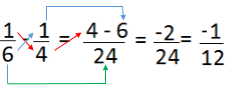 1/6 - 1/4 = 4 - 6/24 = -2/24 = -1/12